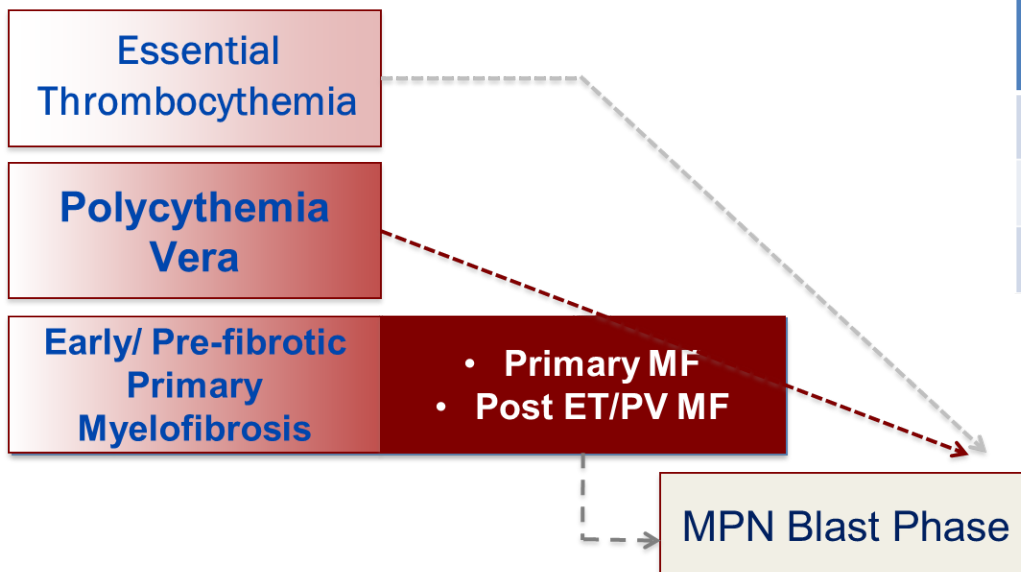 Essential
Thrombocythemia
Polycythemia
Vera
Early/ Pre-fibrotic
Primary
Myelofibrosis
• Primary MF
• Post ET/PV MF
MPN Blast Phase